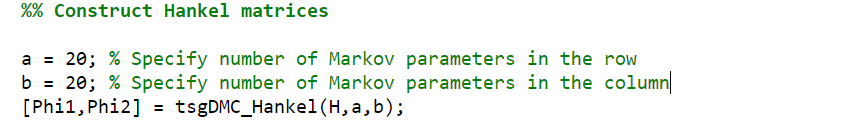 %% Construct Hankel matrices
a = 20; % Specify number of Markov parameters in the row
b = 20; % Specify number of Markov parameters in the column
[Phi1,Phi2] = tsgDMC_Hankel(H,a,b);